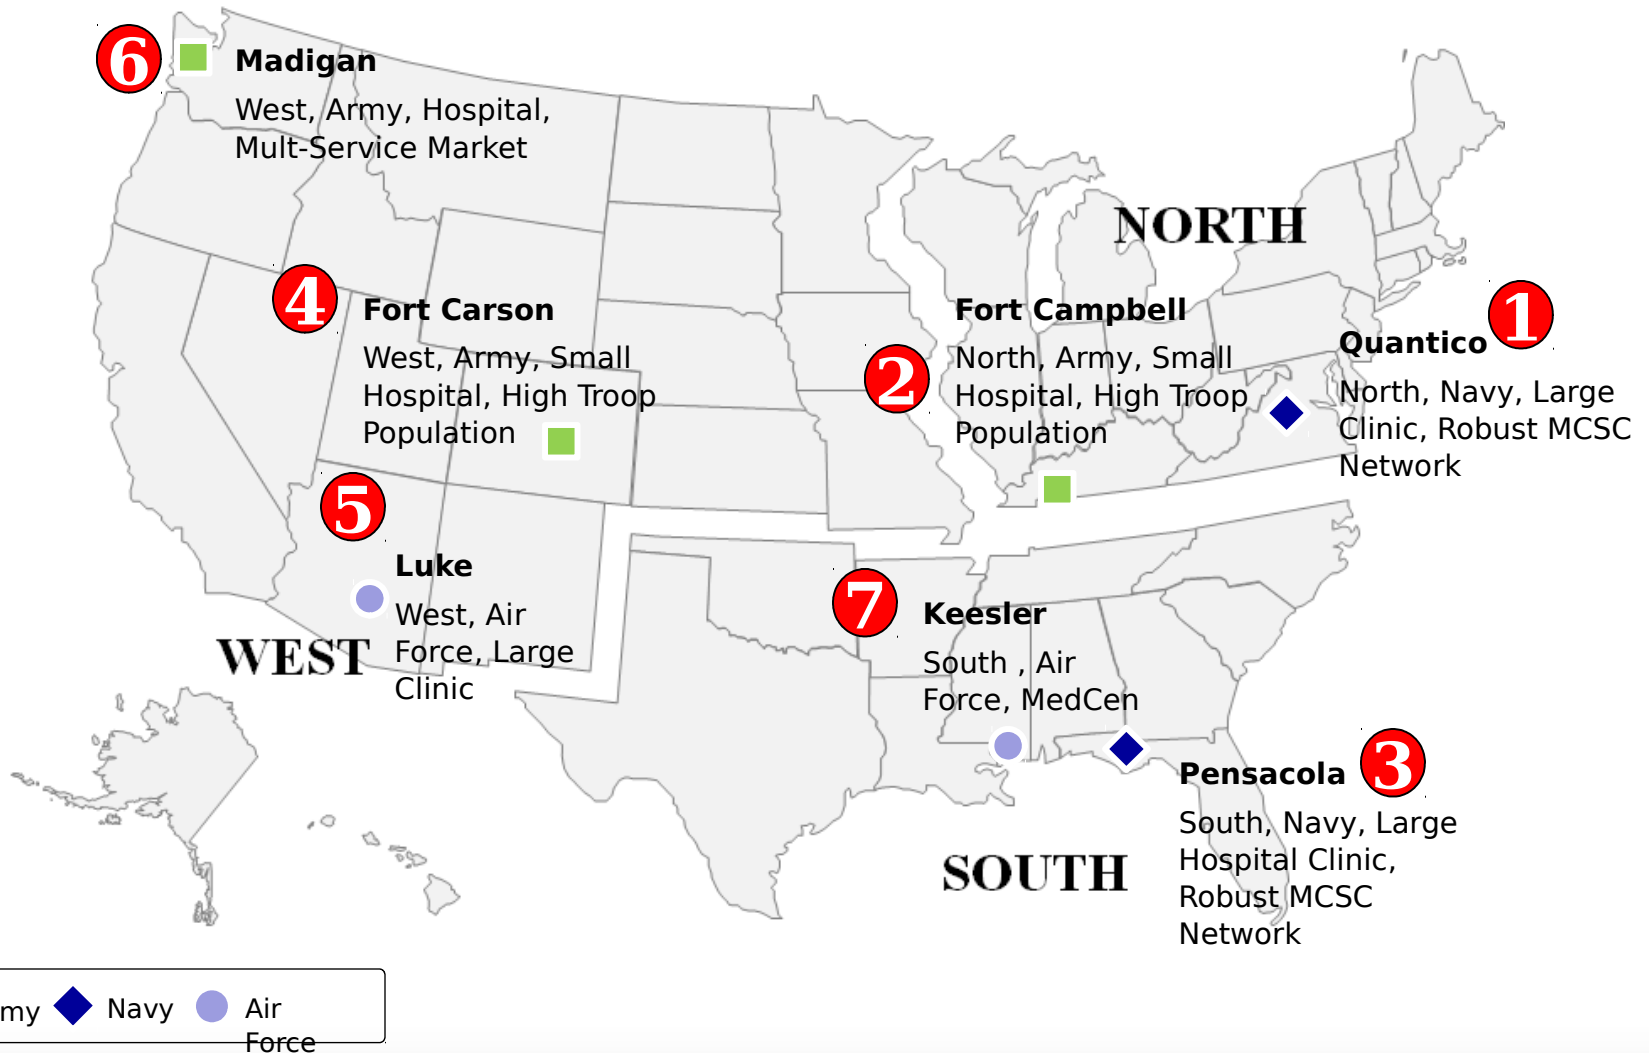 6
Madigan
West, Army, Hospital,
Mult-Service Market
NORTH
4
Fort Carson
West, Army, Small
Hospital, High Troop
Population
2
Fort Campbell
North, Army, Small
Hospital, High Troop
Population
1
Quantico
North, Navy, Large
Clinic, Robust MCSC
Network
5
Luke
West, Air
Force, Large
Clinic
WEST
7
Keesler
South , Air
Force, MedCen
3
Pensacola
South, Navy, Large
Hospital Clinic,
Robust MCSC
Network
SOUTH
my Navy Air
Force